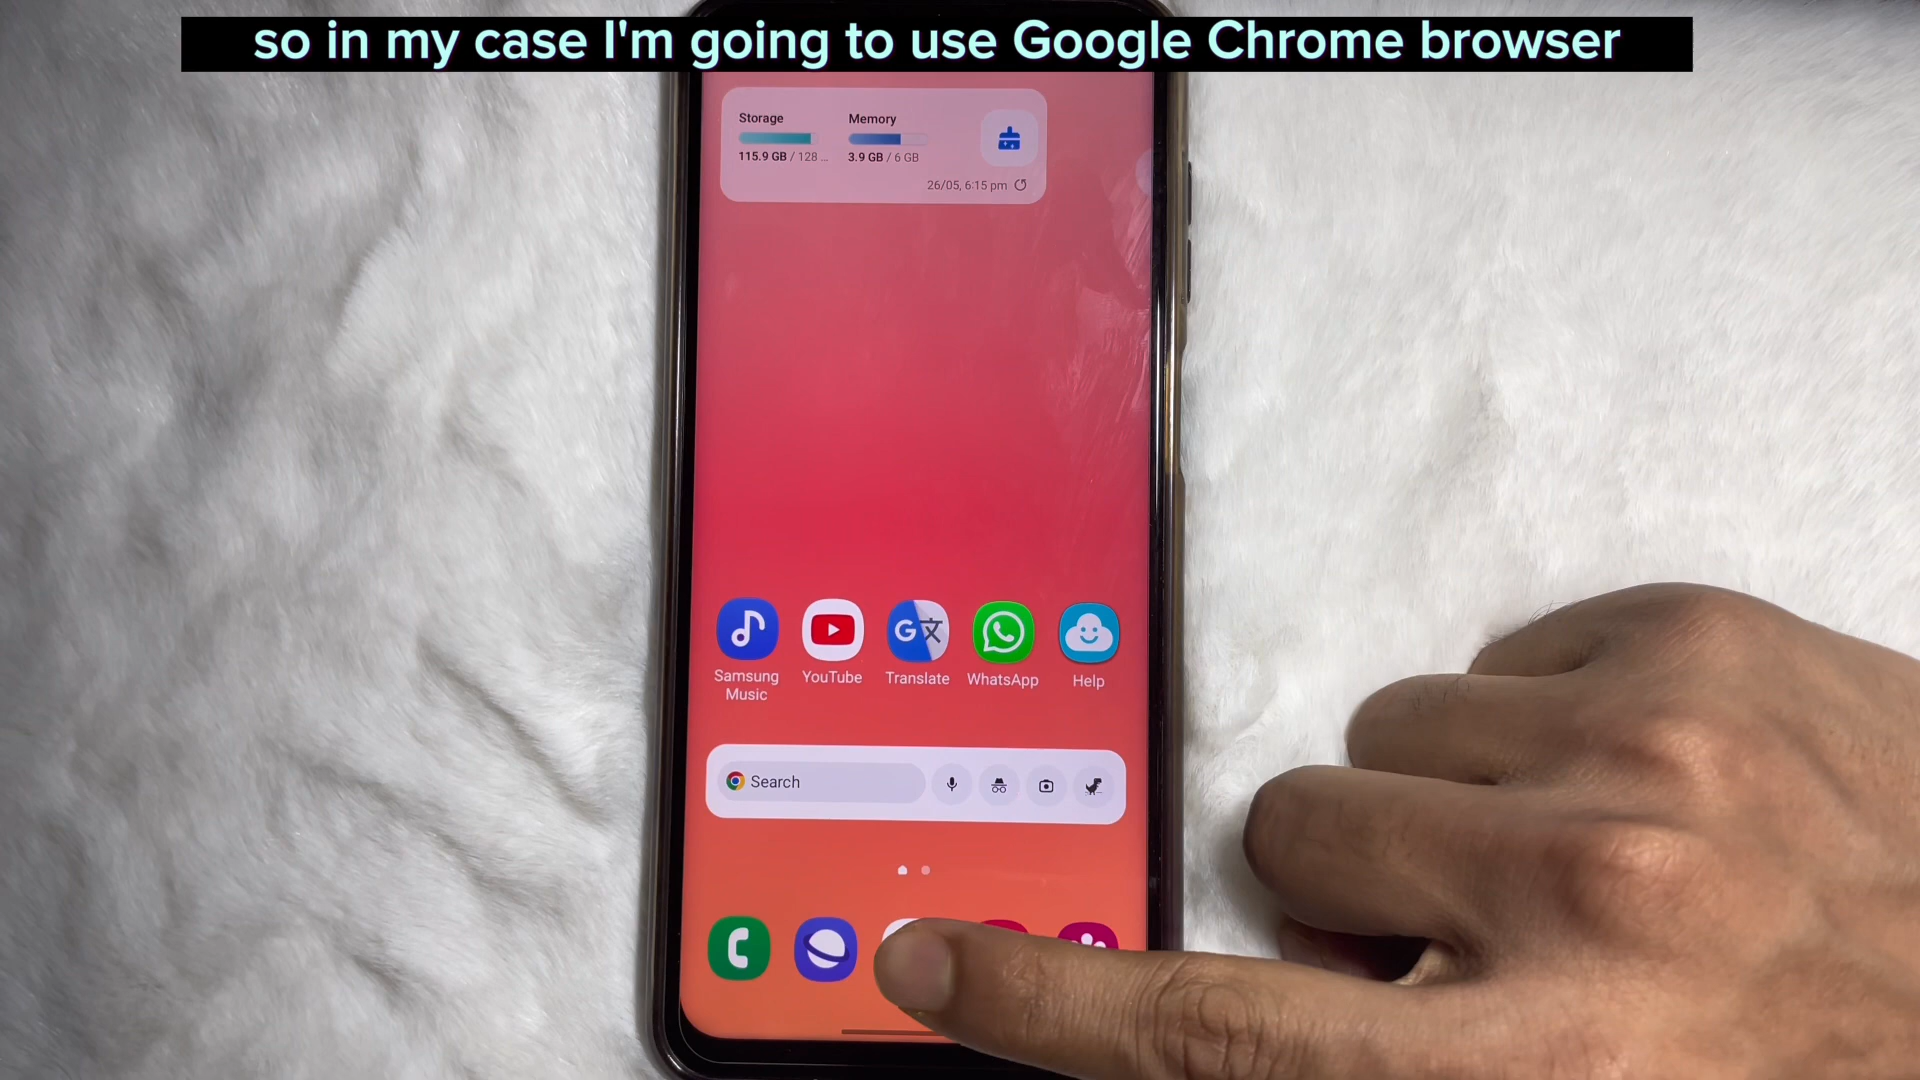 so in my case I'm going to use Google Chrome browser
Storage
Memory
115.9 GB / 128 ...
3.9 GB / 6 GB
26/05, 6:15 pm
Samsung
Music
YouTube
Translate
WhatsApp
Help
Search